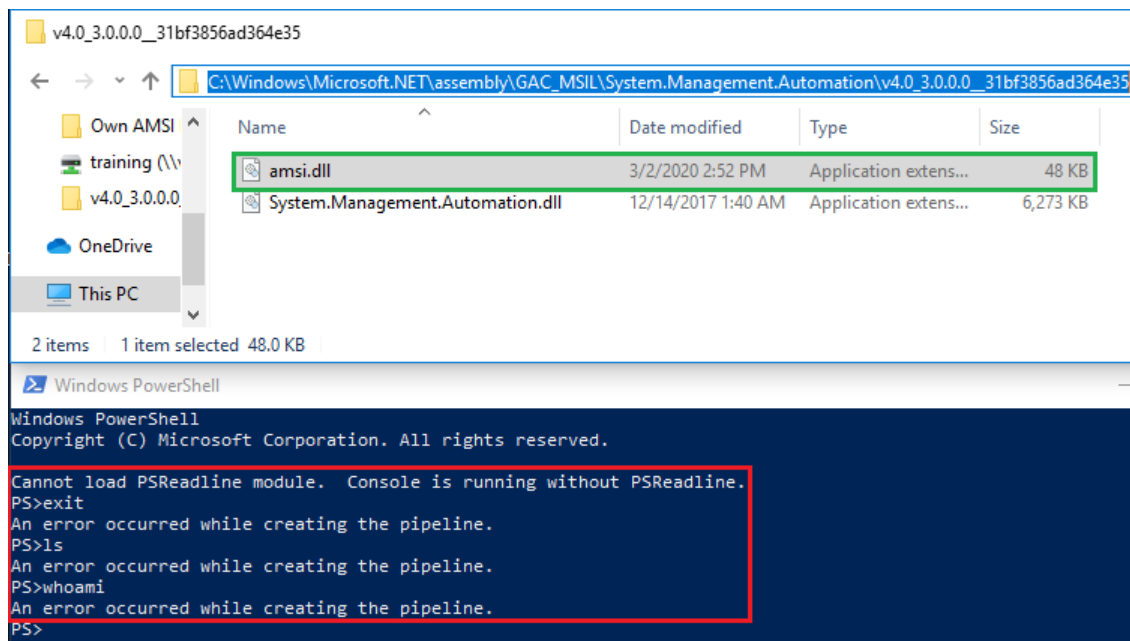 v4.0_3.0.0.0__31bf3856ad364e35
C:\Windows\Microsoft.NET\assembly\GAC_MSIL\System.Management.Automation\v4.0_3.0.0.0__31bf3856ad364e35
Own AMSI
Name Date modified Type Size
training (\\v
amsi.dll 3/2/2020 2:52 PM Application extens... 48 KB
v4.0_3.0.0.0_
System.Management.Automation.dll 12/14/2017 1:40 AM Application extens... 6,273 KB
OneDrive
This PC
2 items 1 item selected 48.0 KB
Windows PowerShell
Windows PowerShell
Copyright (C) Microsoft Corporation. All rights reserved.
Cannot load PSReadline module.  Console is running without PSReadline.
PS>exit
An error occurred while creating the pipeline.
PS>ls
An error occurred while creating the pipeline.
PS>whoami
An error occurred while creating the pipeline.
PS>